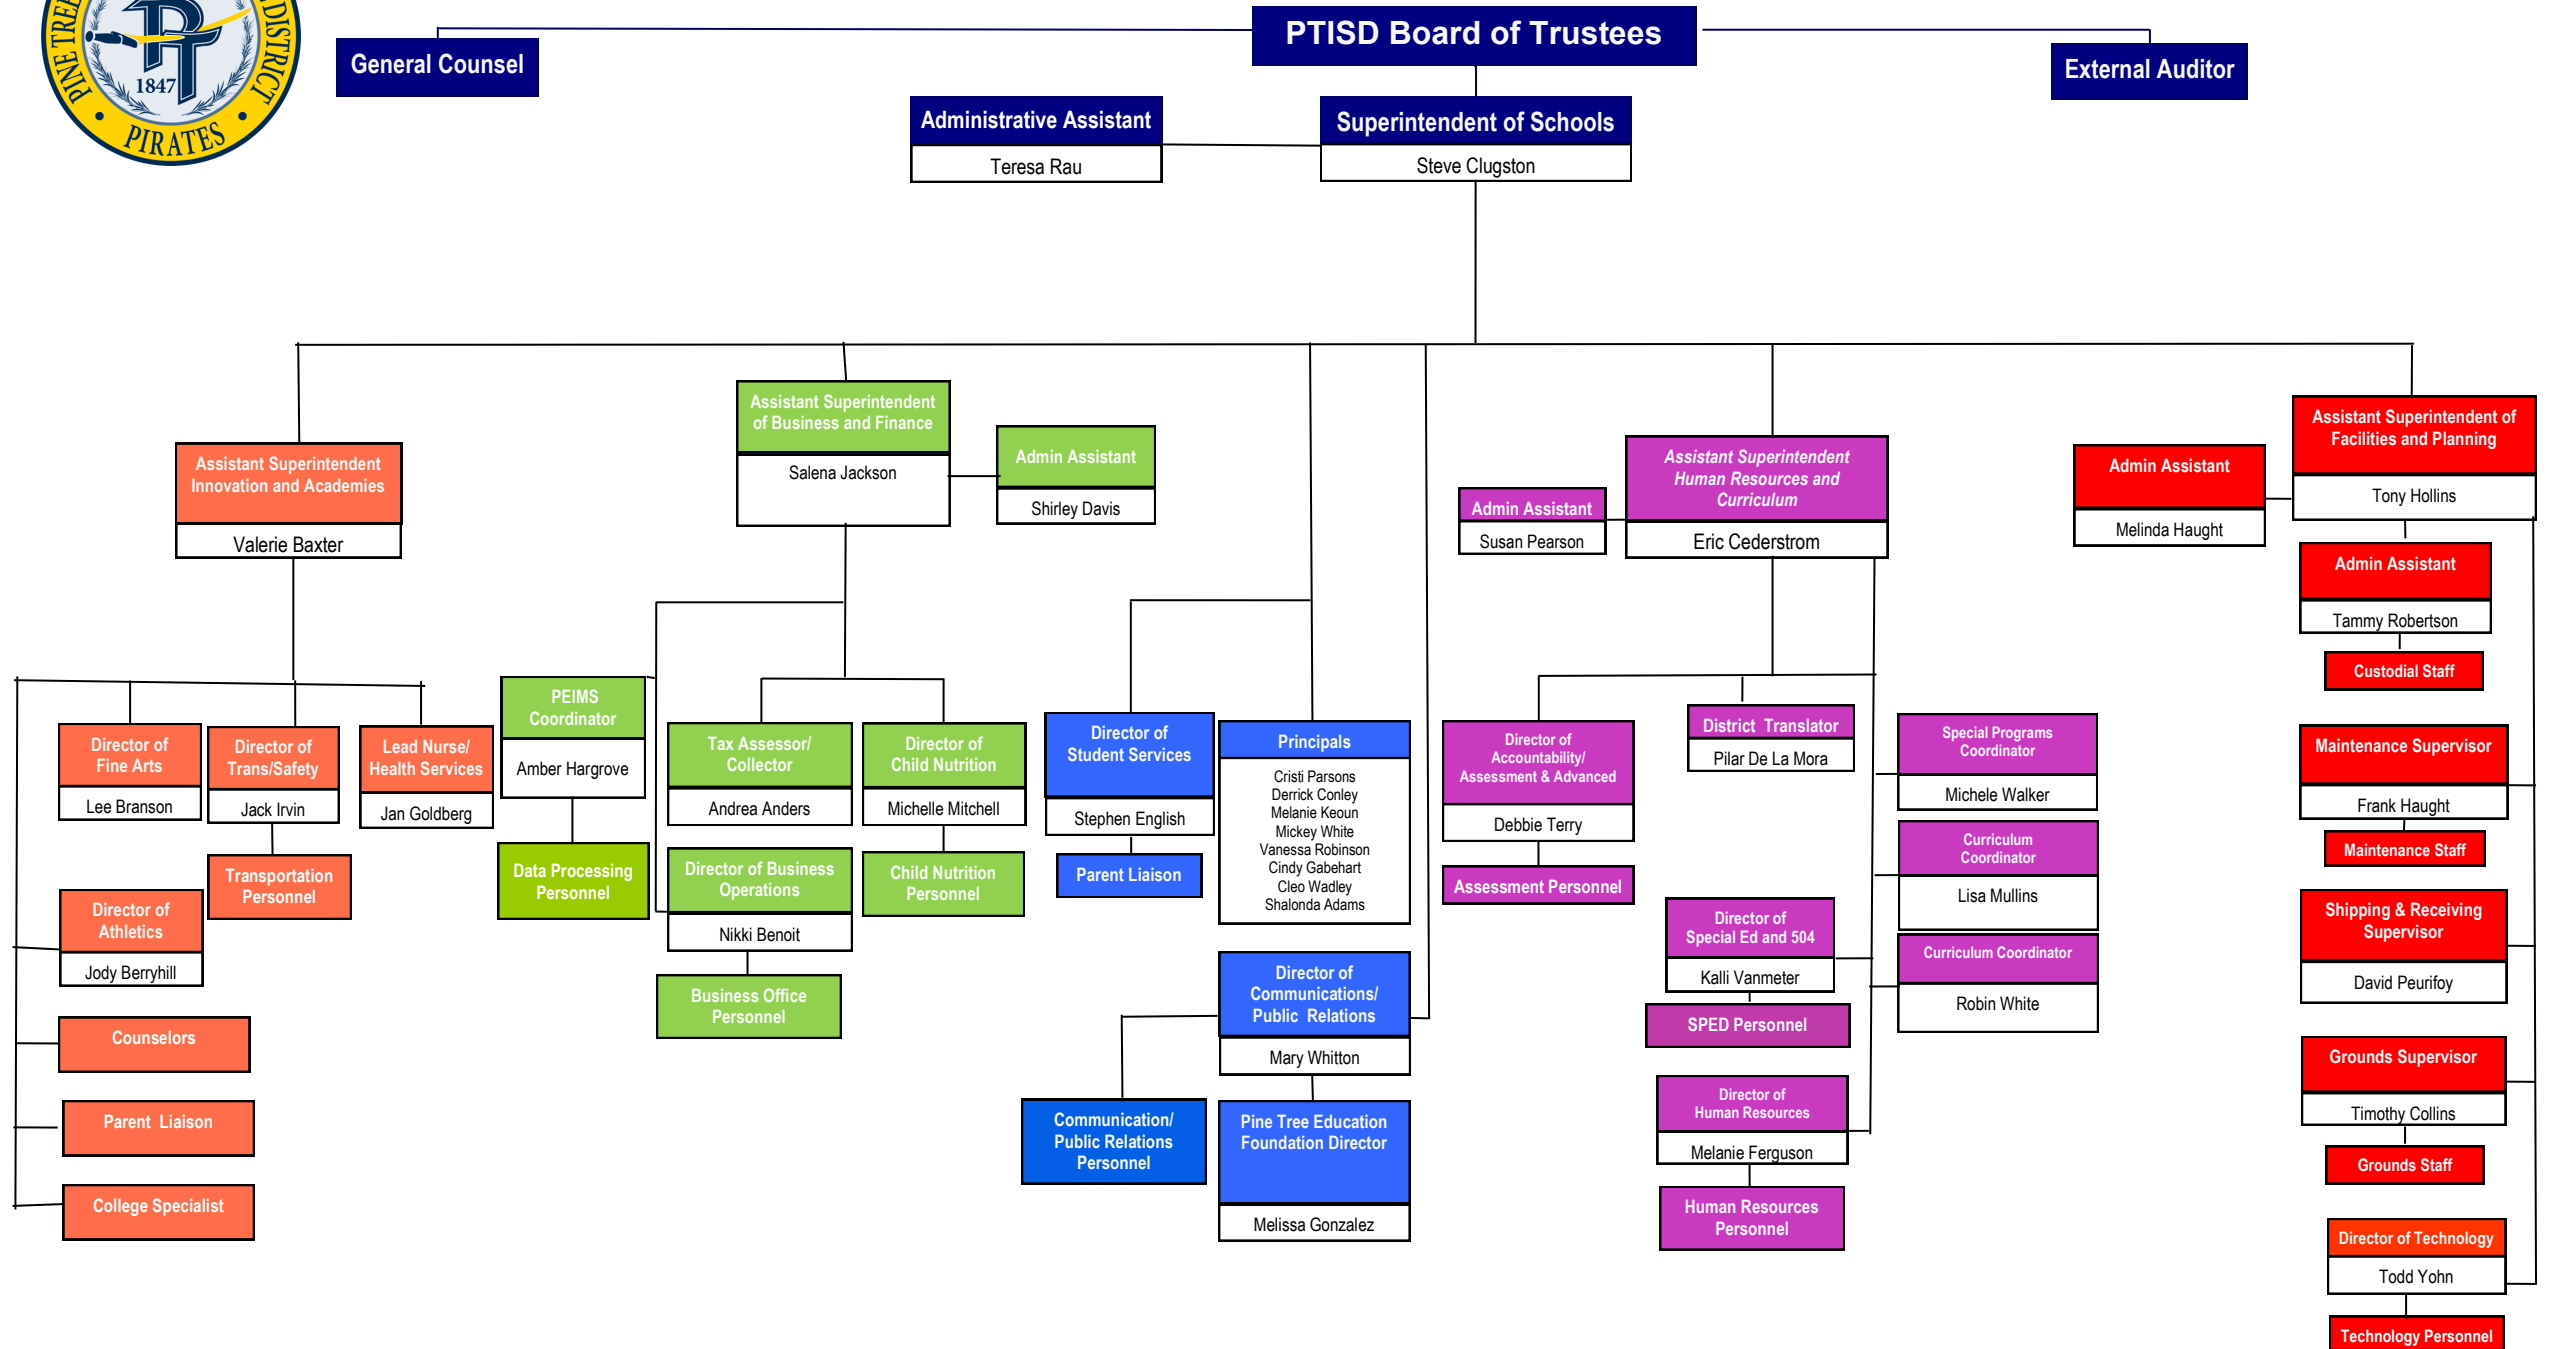 PINE TREE
DISTRICT
1847
PIRATES
PTISD Board of Trustees
General Counsel
External Auditor
Administrative Assistant
Teresa Rau
Superintendent of Schools
Steve Clugston
Assistant Superintendent
Innovation and Academies
Valerie Baxter
Director of
Fine Arts
Lee Branson
Director of
Trans/Safety
Jack Irvin
Transportation
Personnel
Lead Nurse/
Health Services
Jan Goldberg
Director of
Athletics
Jody Berryhill
Counselors
Parent Liaison
College Specialist
Assistant Superintendent
of Business and Finance
Salena Jackson
Admin Assistant
Shirley Davis
PEIMS
Coordinator
Amber Hargrove
Data Processing
Personnel
Tax Assessor/
Collector
Andrea Anders
Director of Business
Operations
Nikki Benoit
Business Office
Personnel
Director of
Child Nutrition
Michelle Mitchell
Child Nutrition
Personnel
Director of
Student Services
Stephen English
Parent Liaison
Principals
Cristi Parsons
Derrick Conley
Melanie Keoun
Mickey White
Vanessa Robinson
Cindy Gabehart
Cleo Wadley
Shalonda Adams
Director of
Communications/
Public Relations
Mary Whitton
Communication/
Public Relations
Personnel
Pine Tree Education
Foundation Director
Melissa Gonzalez
Admin Assistant
Susan Pearson
Assistant Superintendent
Human Resources and
Curriculum
Eric Cederstrom
Director of
Accountability/
Assessment & Advanced
Debbie Terry
Assessment Personnel
District Translator
Pilar De La Mora
Special Programs
Coordinator
Michele Walker
Curriculum
Coordinator
Lisa Mullins
Curriculum Coordinator
Robin White
Director of
Special Ed and 504
Kalli Vanmeter
SPED Personnel
Director of
Human Resources
Melanie Ferguson
Human Resources
Personnel
Admin Assistant
Melinda Haught
Assistant Superintendent of
Facilities and Planning
Tony Hollins
Admin Assistant
Tammy Robertson
Custodial Staff
Maintenance Supervisor
Frank Haught
Maintenance Staff
Shipping & Receiving
Supervisor
David Peurifoy
Grounds Supervisor
Timothy Collins
Grounds Staff
Director of Technology
Todd Yohn
Technology Personnel